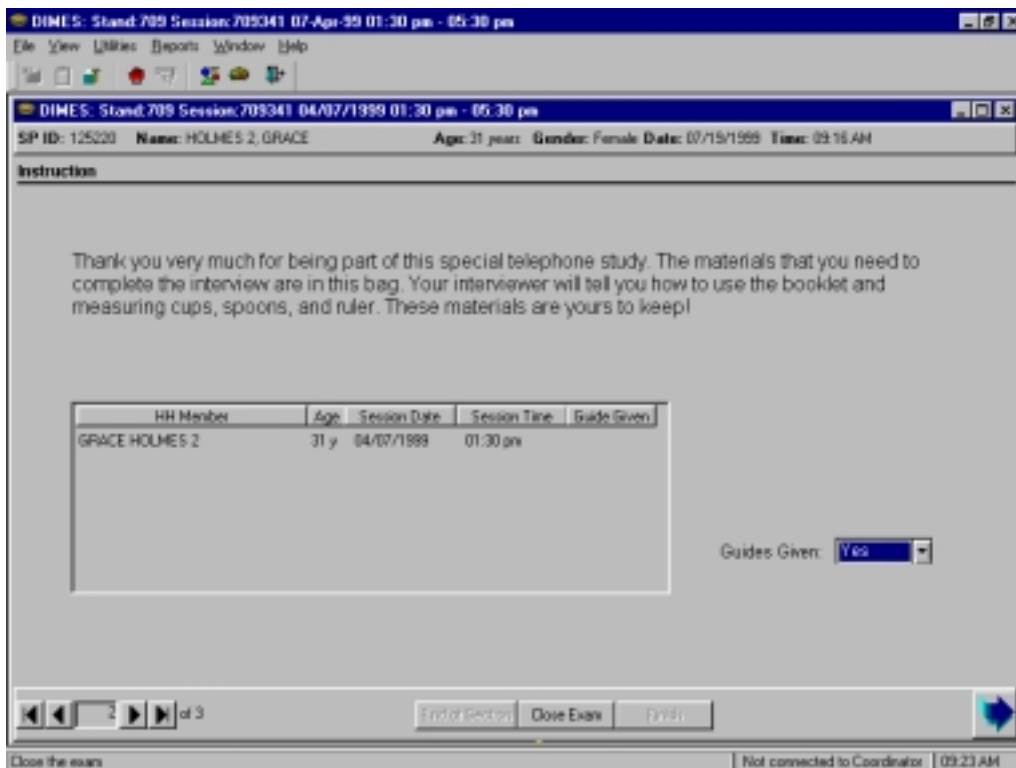 DIMES: Stand:709 Session:709341 07-Apr-99 01:30 pm - 05:30 pm
File View Utilities Reports Window Help
DIMES: Stand:709 Session:709341 04/07/1999 01:30 pm - 05:30 pm
SP ID: 125220 Name: HOLMES 2, GRACE Age: 31 years Gender: Female Date: 07/19/1999 Time: 09:16 AM
Instruction
Thank you very much for being part of this special telephone study. The materials that you need to
complete the interview are in this bag. Your interviewer will tell you how to use the booklet and
measuring cups, spoons, and ruler. These materials are yours to keep!
HH Member Age Session Date Session Time Guide Given
GRACE HOLMES 2 31 y 04/07/1999 01:30 pm
Guides Given: Yes
2 of 3 End of Section Close Exam Finish
Close the exam Not connected to Coordinator 09:23 AM